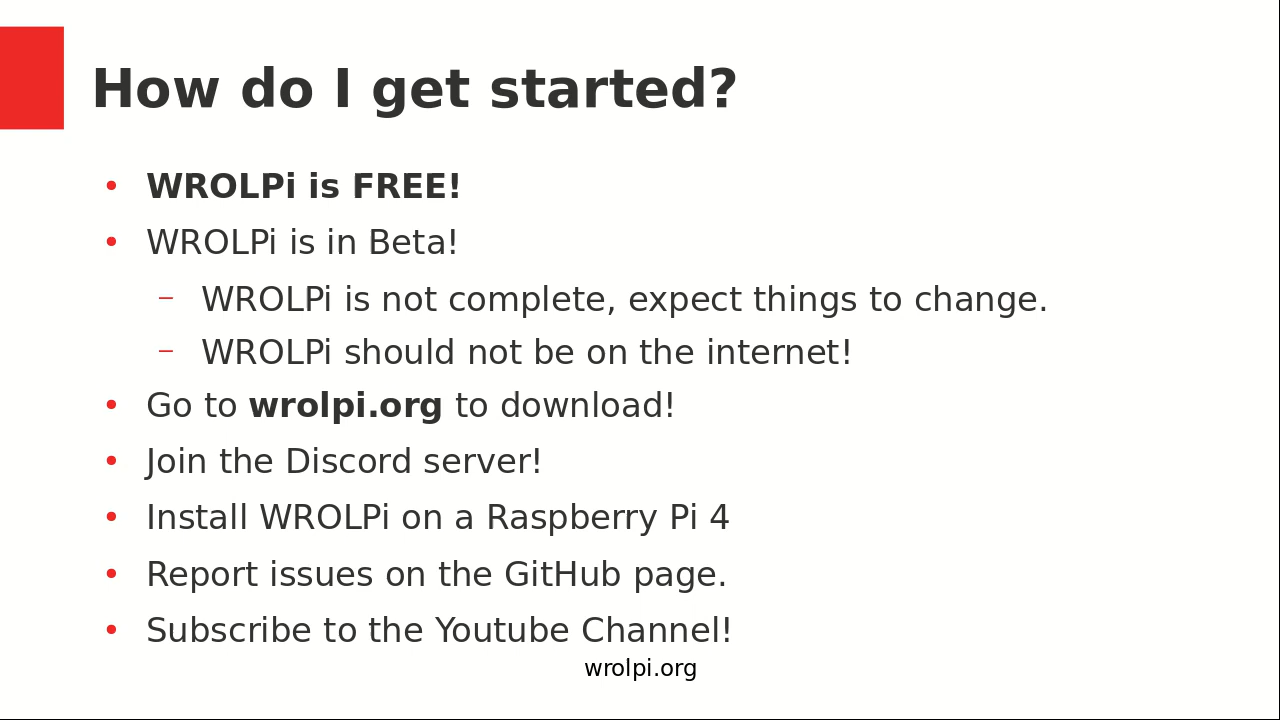 How do I get started?
• WROLPi is FREE!
• WROLPi is in Beta!
– WROLPi is not complete, expect things to change.
– WROLPi should not be on the internet!
• Go to wrolpi.org to download!
• Join the Discord server!
• Install WROLPi on a Raspberry Pi 4
• Report issues on the GitHub page.
• Subscribe to the Youtube Channel!
wrolpi.org